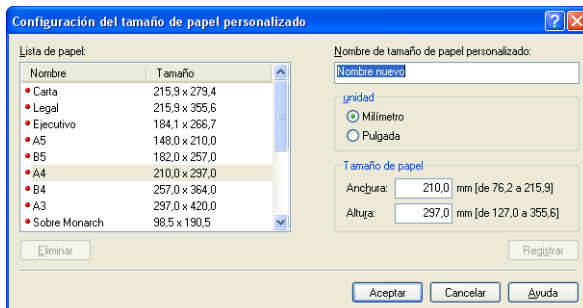 Configuración del tamaño de papel personalizado
Lista de papel:
Nombre Tamaño
Carta 215,9 x 279,4
Legal 215,9 x 355,6
Ejecutivo 184,1 x 266,7
A5 148,0 x 210,0
B5 182,0 x 257,0
A4 210,0 x 297,0
B4 257,0 x 364,0
A3 297,0 x 420,0
Sobre Monarch 98,5 x 190,5
Eliminar
Nombre de tamaño de papel personalizado:
Nombre nuevo
unidad
Milímetro
Pulgada
Tamaño de papel
Anchura: 210,0 mm [de 76,2 a 215,9]
Altura: 297,0 mm [de 127,0 a 355,6]
Registrar
Aceptar Cancelar Ayuda